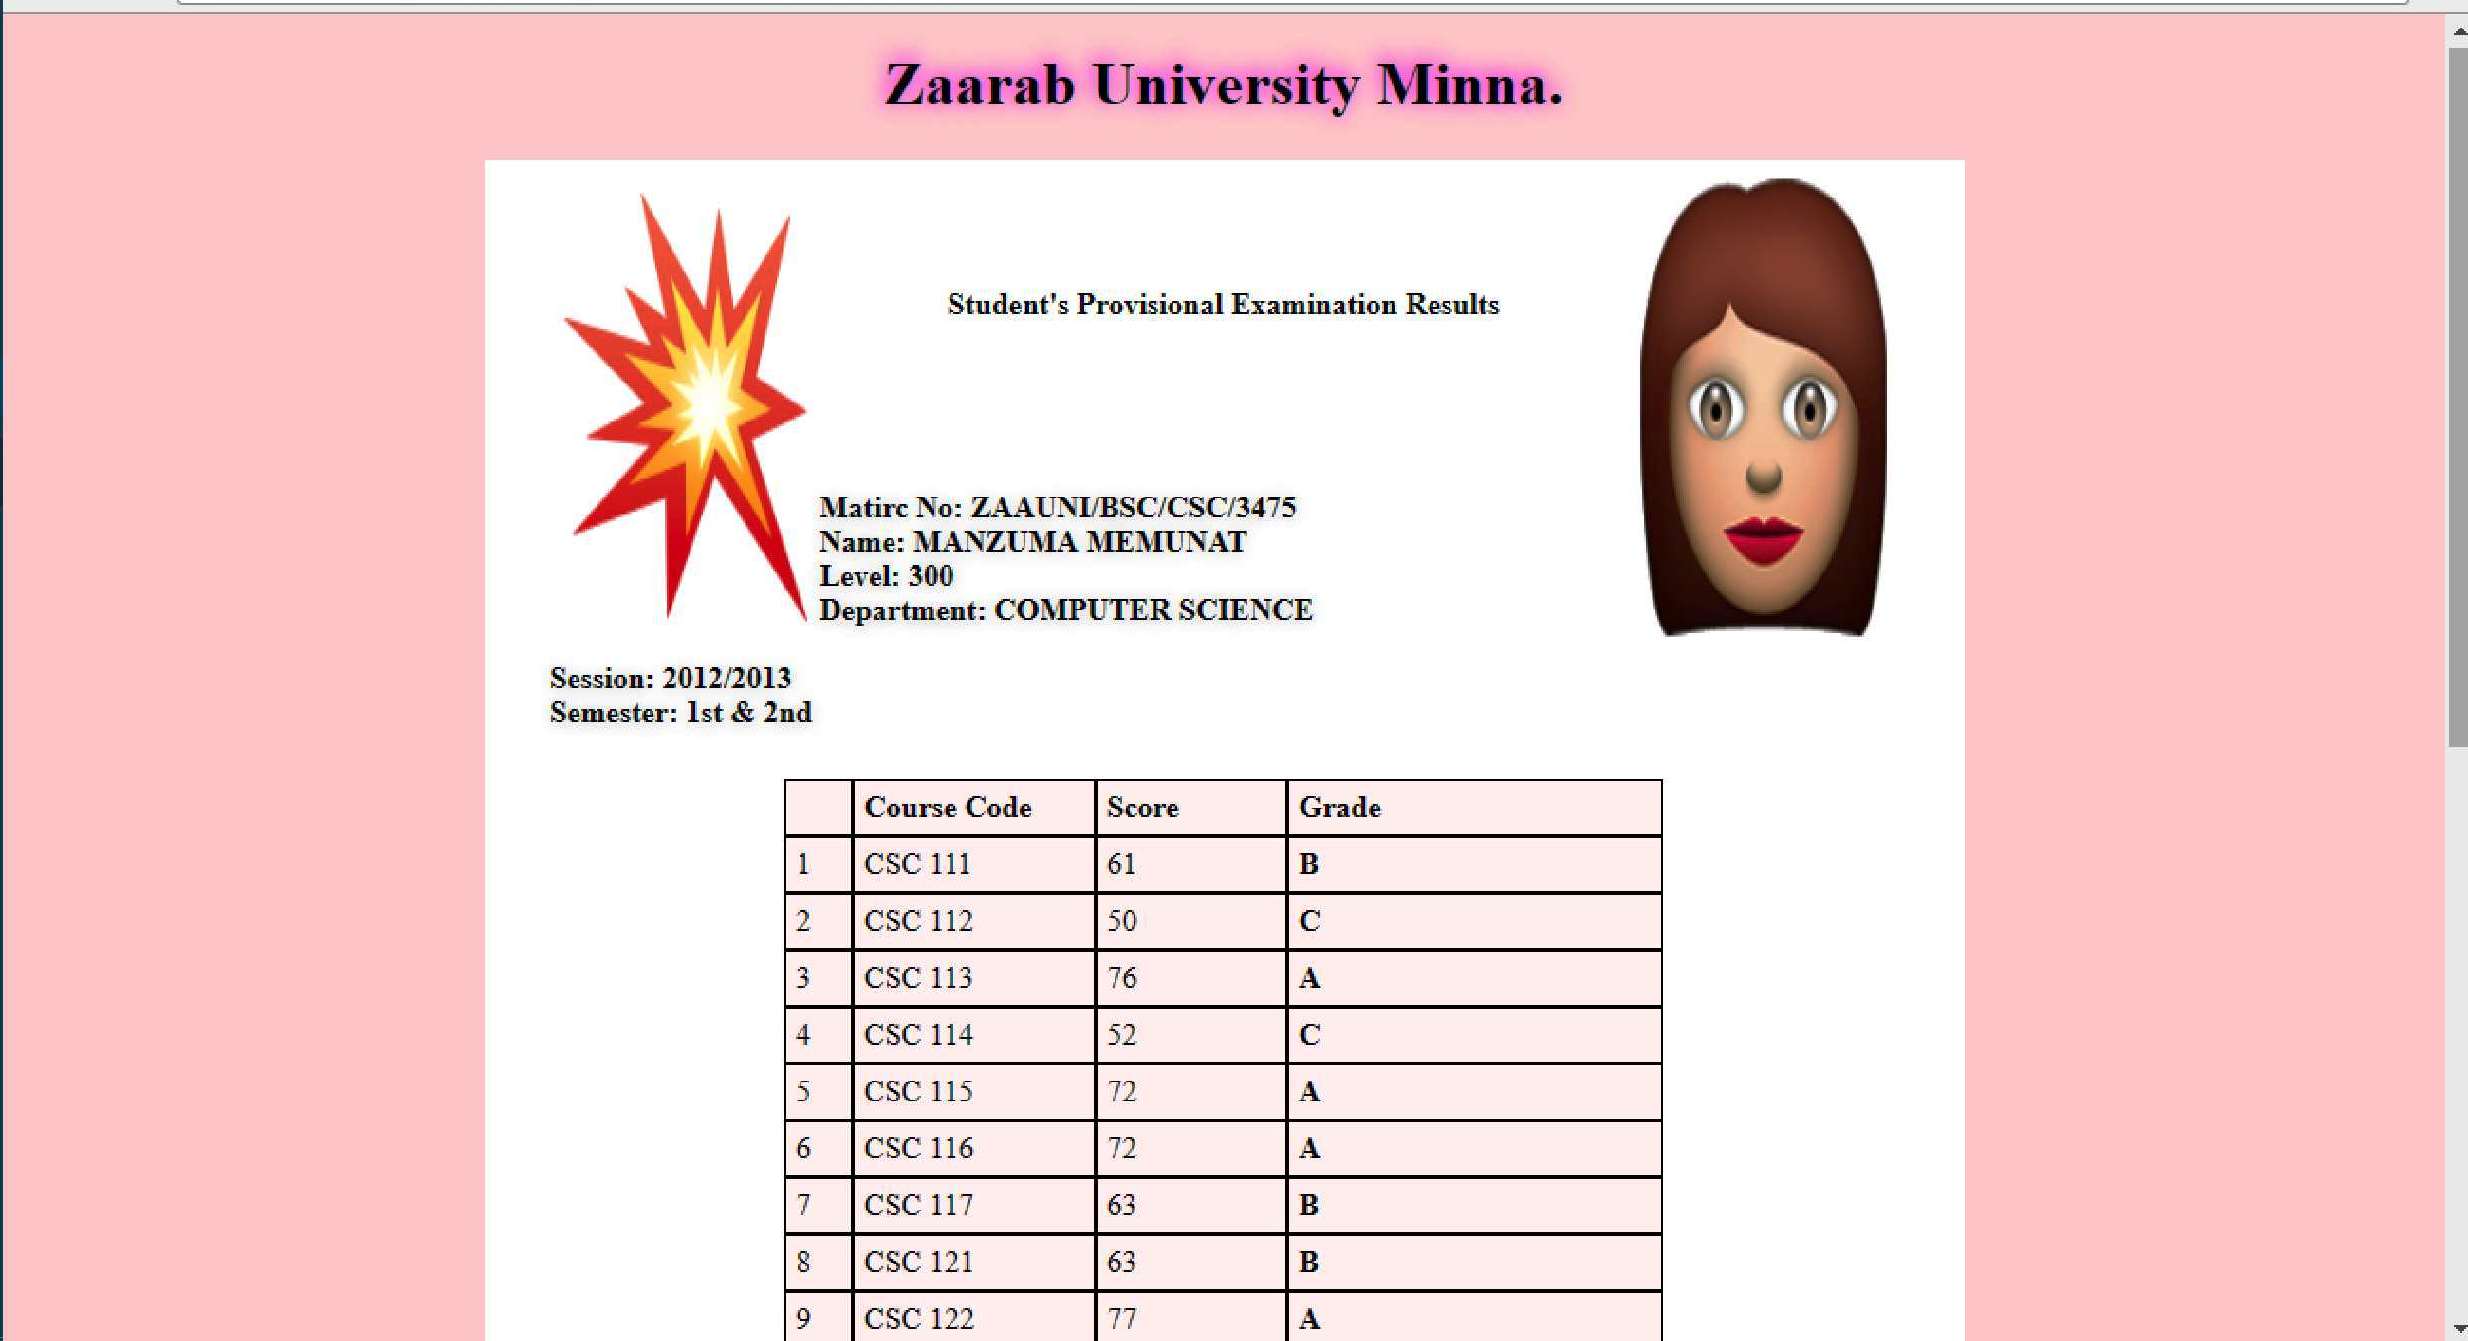 Zaarab University Minna.
Student's Provisional Examination Results
Matirc No: ZAAUNI/BSC/CSC/3475
Name: MANZUMA MEMUNAT
Level: 300
Department: COMPUTER SCIENCE
Session: 2012/2013
Semester: 1st & 2nd
Course Code Score Grade
1 CSC 111 61 B
2 CSC 112 50 C
3 CSC 113 76 A
4 CSC 114 52 C
5 CSC 115 72 A
6 CSC 116 72 A
7 CSC 117 63 B
8 CSC 121 63 B
9 CSC 122 77 A